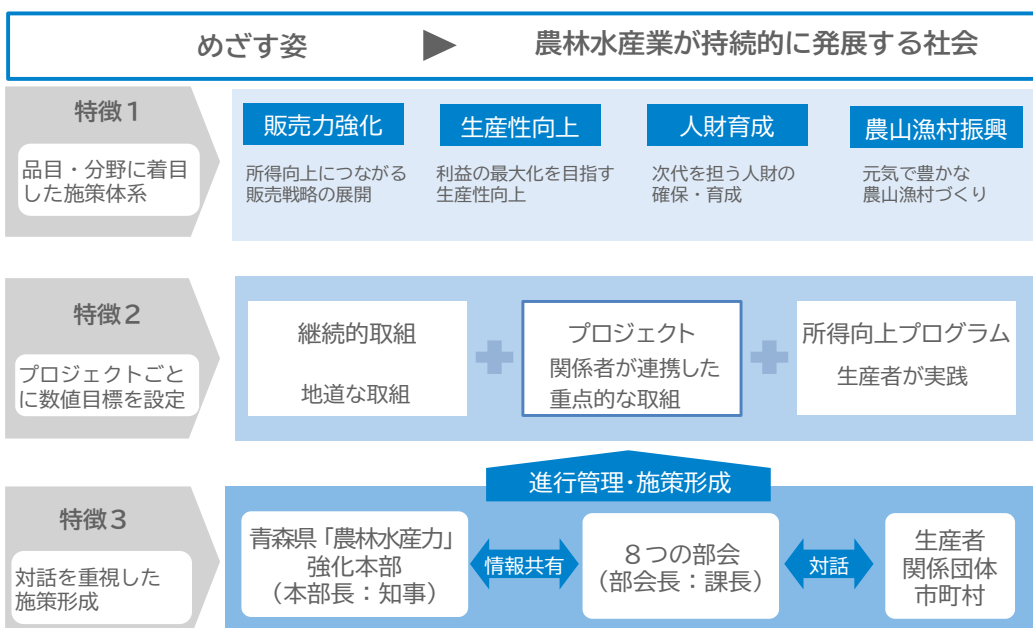 めざす姿 ▶ 農林水産業が持続的に発展する社会
特徴1
品目・分野に着目
した施策体系
販売力強化
所得向上につながる
販売戦略の展開
生産性向上
利益の最大化を目指す
生産性向上
人財育成
次代を担う人財の
確保・育成
農山漁村振興
元気で豊かな
農山漁村づくり
特徴2
プロジェクトごと
に数値目標を設定
継続的取組
地道な取組
プロジェクト
関係者が連携した
重点的な取組
所得向上プログラム
生産者が実践
特徴3
対話を重視した
施策形成
進行管理・施策形成
青森県「農林水産力」
強化本部
（本部長：知事）
情報共有
８つの部会
（部会長：課長）
対話
生産者
関係団体
市町村